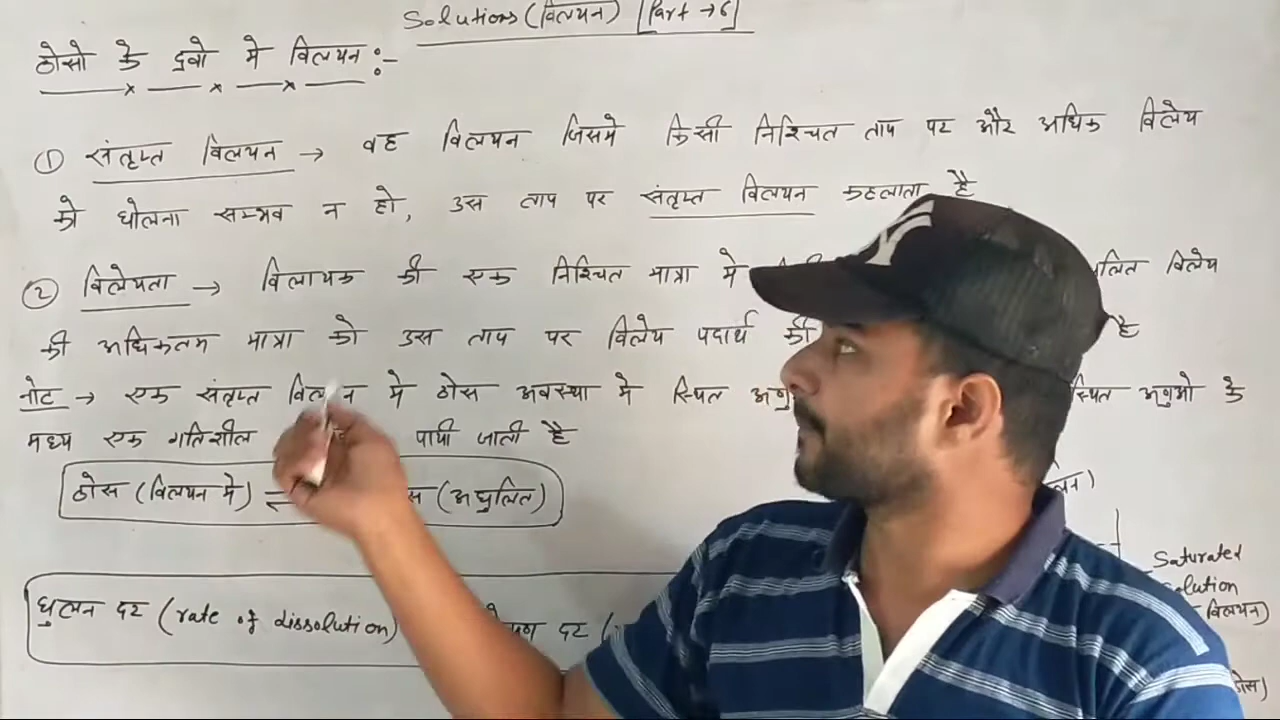 Solutions (विलयन) [Part → 6]
ठोसो के द्रवो मे विलयन :-
① संतृप्त विलयन → वह विलयन जिसमे किसी निश्चित ताप पर और अधिक विलेय
को घोलना सम्भव न हो, उस ताप पर संतृप्त विलयन कहलाता है
② विलेयता → विलायक की एक निश्चित मात्रा मे विलेय
की अधिकतम मात्रा को उस ताप पर विलेय पदार्थ की है
नोट → एक संतृप्त मे ठोस अवस्था मे स्थित अणुओ के
मध्य एक गतिशील पायी जाती है
ठोस (विलयन मे) ⇌ (अघुलित)
घुलन दर (rate of dissolution) दर (
Saturated
विलयन)